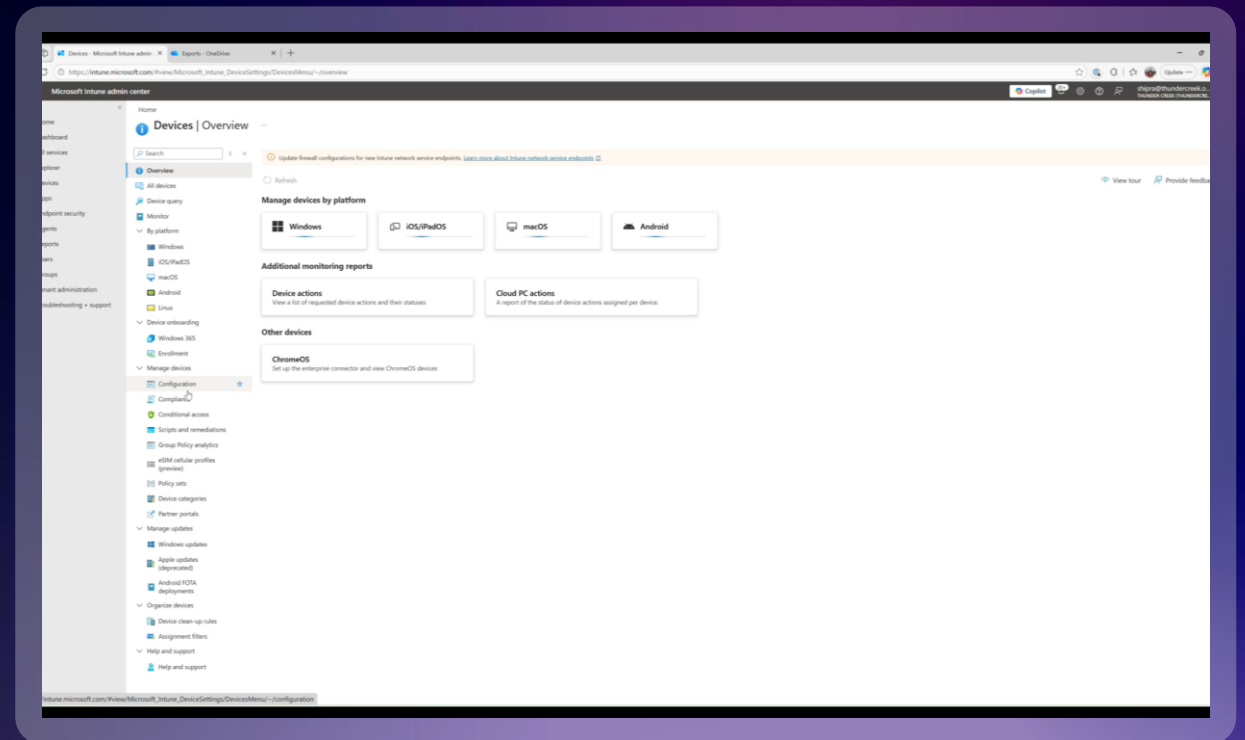 Devices - Microsoft Intune admin
Exports - OneDrive
https://intune.microsoft.com/#view/Microsoft_Intune_DeviceSettings/DevicesMenu/~/overview
Update
Microsoft Intune admin center
Copilot
shipra@thundercreek.o...
Home
Devices | Overview
Search
Update firewall configurations for new Intune network service endpoints. Learn more about Intune network service endpoints
Refresh
View tour
Provide feedba
ome
ashboard
ll services
xplorer
evices
pps
ndpoint security
gents
eports
sers
roups
nant administration
oubleshooting + support
Overview
All devices
Device query
Monitor
By platform
Windows
iOS/iPadOS
macOS
Android
Linux
Device onboarding
Windows 365
Enrollment
Manage devices
Configuration
Complianc
Conditional access
Scripts and remediations
Group Policy analytics
eSIM cellular profiles
(preview)
Policy sets
Device categories
Partner portals
Manage updates
Windows updates
Apple updates
(deprecated)
Android FOTA
deployments
Organize devices
Device clean-up rules
Assignment filters
Help and support
Help and support
Manage devices by platform
Windows
iOS/iPadOS
macOS
Android
Additional monitoring reports
Device actions
View a list of requested device actions and their statuses
Cloud PC actions
A report of the status of device actions assigned per device.
Other devices
ChromeOS
Set up the enterprise connector and view ChromeOS devices
intune.microsoft.com/#view/Microsoft_Intune_DeviceSettings/DevicesMenu/~/configuration